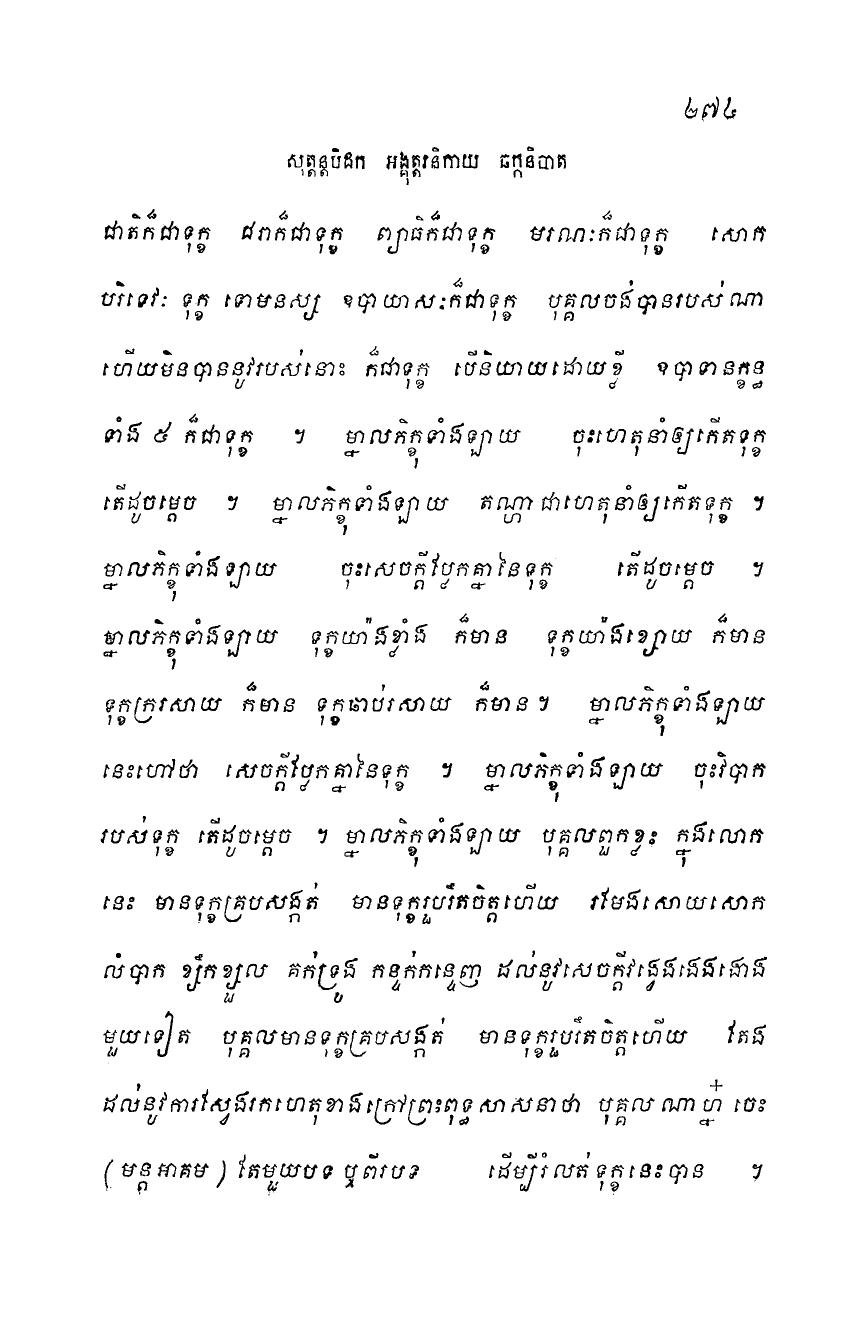 ២៧៤
សុត្តន្តបិដក អង្គុត្តរនិកាយ ឆក្កនិបាត
ជាតិក៏ជាទុក្ខ ជរាក៏ជាទុក្ខ ព្យាធិក៏ជាទុក្ខ មរណៈក៏ជាទុក្ខ សោក
បរិទេវៈ ទុក្ខ ទោមនស្ស ឧបាយាសៈក៏ជាទុក្ខ បុគ្គលចង់បានរបស់ណា
ហើយមិនបាននូវរបស់នោះ ក៏ជាទុក្ខ បើនិយាយដោយខ្លី ឧបាទានក្ខន្ធ
ទាំង ៥ ក៏ជាទុក្ខ ។ ម្នាលភិក្ខុទាំងឡាយ ចុះហេតុនាំឲ្យកើតទុក្ខ
តើដូចម្តេច ។ ម្នាលភិក្ខុទាំងឡាយ តណ្ហាជាហេតុនាំឲ្យកើតទុក្ខ ។
ម្នាលភិក្ខុទាំងឡាយ ចុះសេចក្តីប្លែកគ្នានៃទុក្ខ តើដូចម្តេច ។
ម្នាលភិក្ខុទាំងឡាយ ទុក្ខយ៉ាងខ្លាំង ក៏មាន ទុក្ខយ៉ាងខ្សោយ ក៏មាន
ទុក្ខក្ររសាយ ក៏មាន ទុក្ខឆាប់រសាយ ក៏មាន។ ម្នាលភិក្ខុទាំងឡាយ
នេះហៅថា សេចក្តីប្លែកគ្នានៃទុក្ខ ។ ម្នាលភិក្ខុទាំងឡាយ ចុះវិបាក
របស់ទុក្ខ តើដូចម្តេច ។ ម្នាលភិក្ខុទាំងឡាយ បុគ្គលពួកខ្លះ ក្នុងលោក
នេះ មានទុក្ខគ្របសង្កត់ មានទុក្ខរួបរឹតចិត្តហើយ រមែងសោយសោក
លំបាក ខ្សឹកខ្សួល គក់ទ្រូង កន្ទក់កន្ទេញ ដល់នូវសេចក្តីវង្វេងងេងងោង
មួយទៀត បុគ្គលមានទុក្ខគ្របសង្កត់ មានទុក្ខរួបរឹតចិត្តហើយ តែង
ដល់នូវការស្វែងរកហេតុខាងក្រៅព្រះពុទ្ធសាសនាថា បុគ្គលណាហ្ន៎ ចេះ
(មន្តអាគម) តែមួយបទ ឬពីរបទ ដើម្បីរំលត់ទុក្ខនេះបាន ។